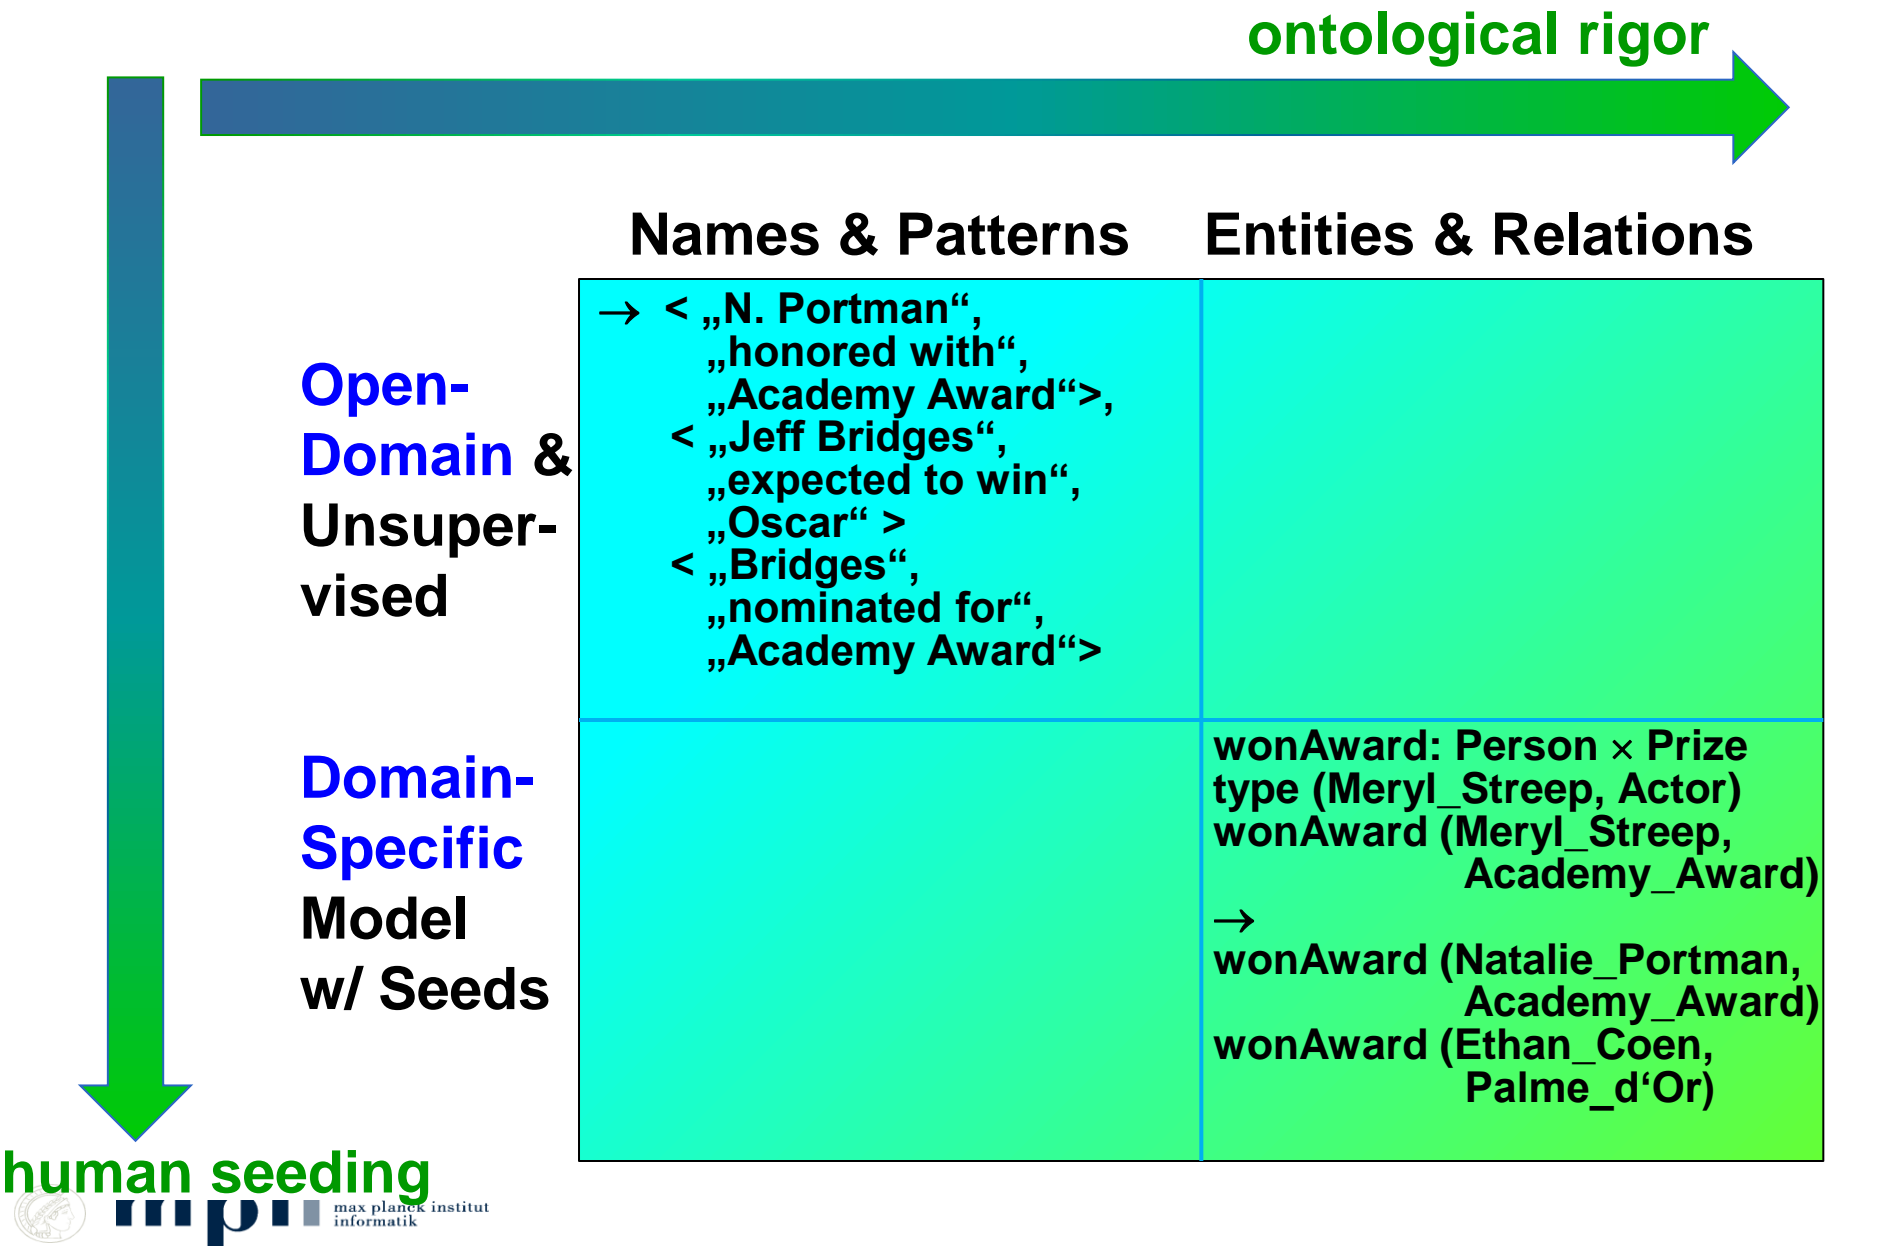 ontological rigor
Names & Patterns
Entities & Relations
Open-
Domain &
Unsuper-
vised
→ < „N. Portman“,
„honored with“,
„Academy Award“>,
< „Jeff Bridges“,
„expected to win“,
„Oscar“ >
< „Bridges“,
„nominated for“,
„Academy Award“>
Domain-
Specific
Model
w/ Seeds
wonAward: Person × Prize
type (Meryl_Streep, Actor)
wonAward (Meryl_Streep,
Academy_Award)
→
wonAward (Natalie_Portman,
Academy_Award)
wonAward (Ethan_Coen,
Palme_d‘Or)
human seeding
max planck institut
informatik